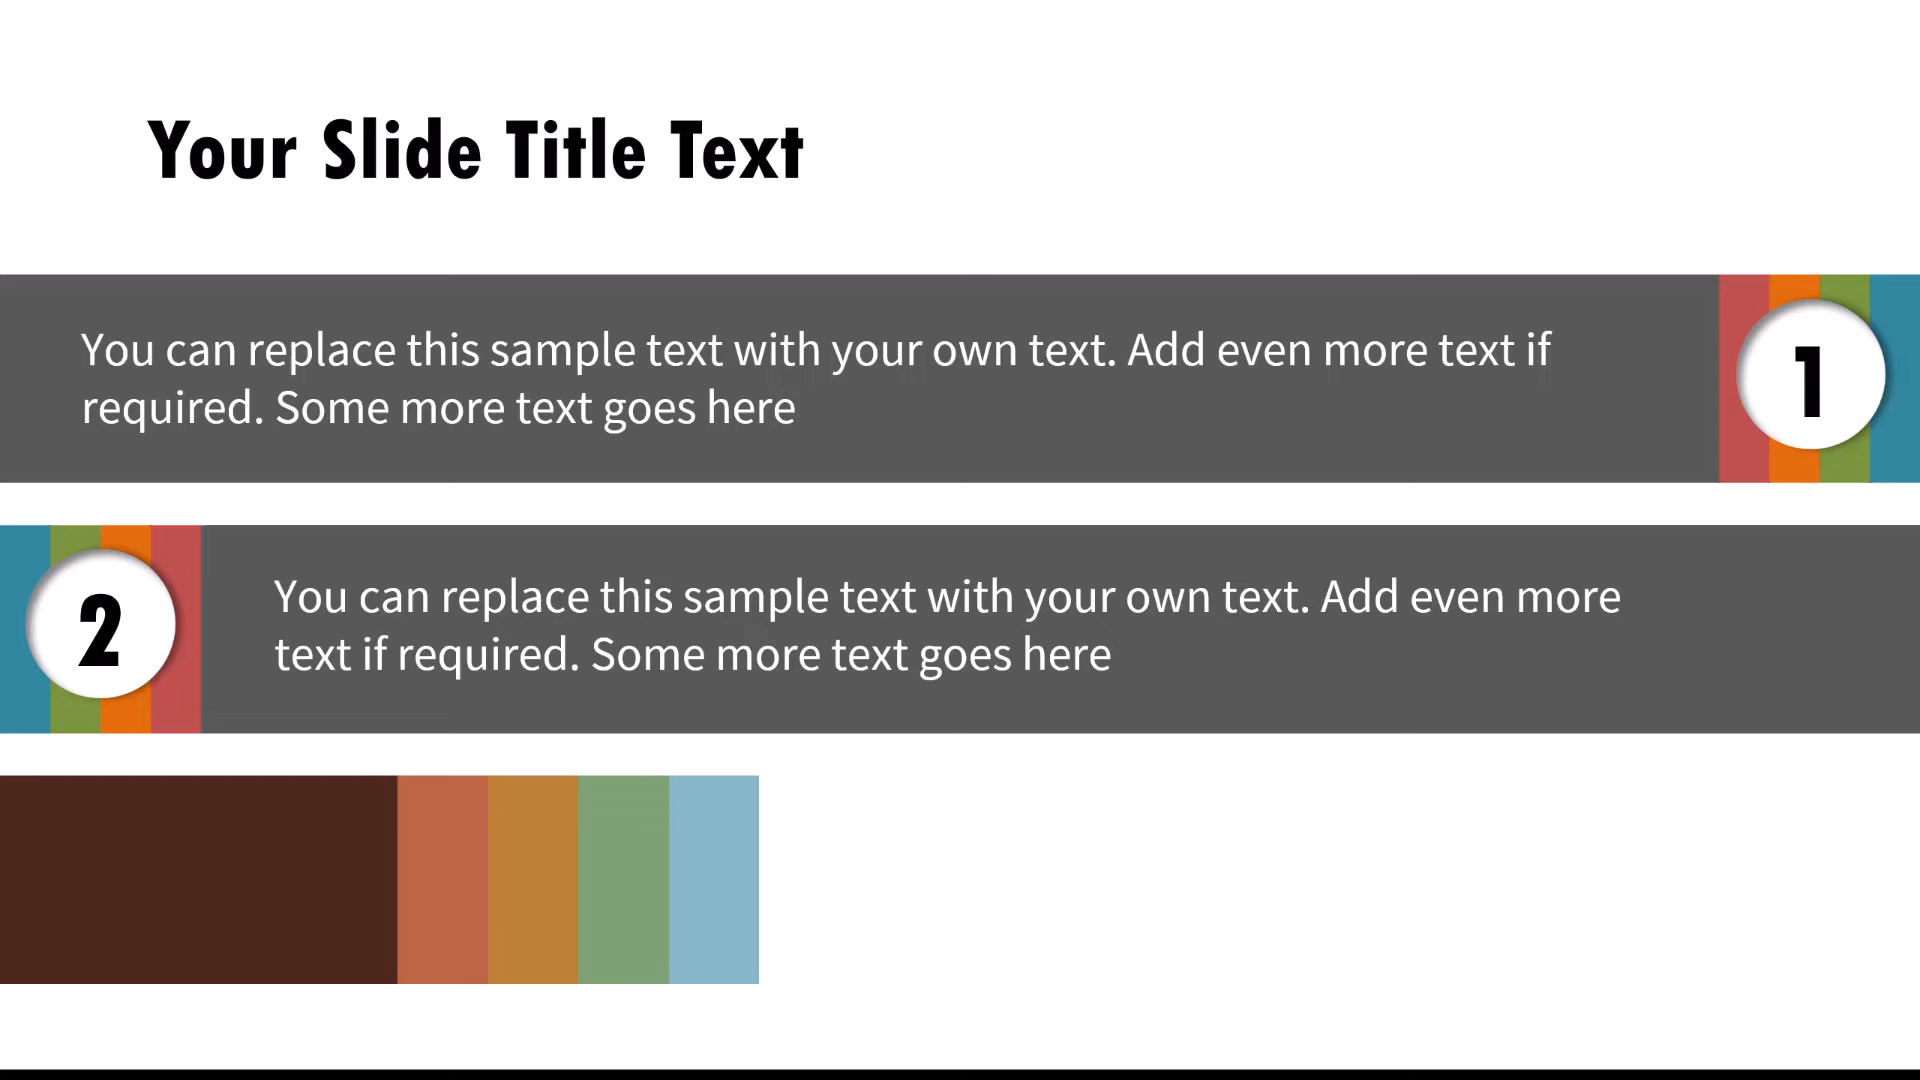 Your Slide Title Text
You can replace this sample text with your own text. Add even more text if
required. Some more text goes here
1
2
You can replace this sample text with your own text. Add even more
text if required. Some more text goes here